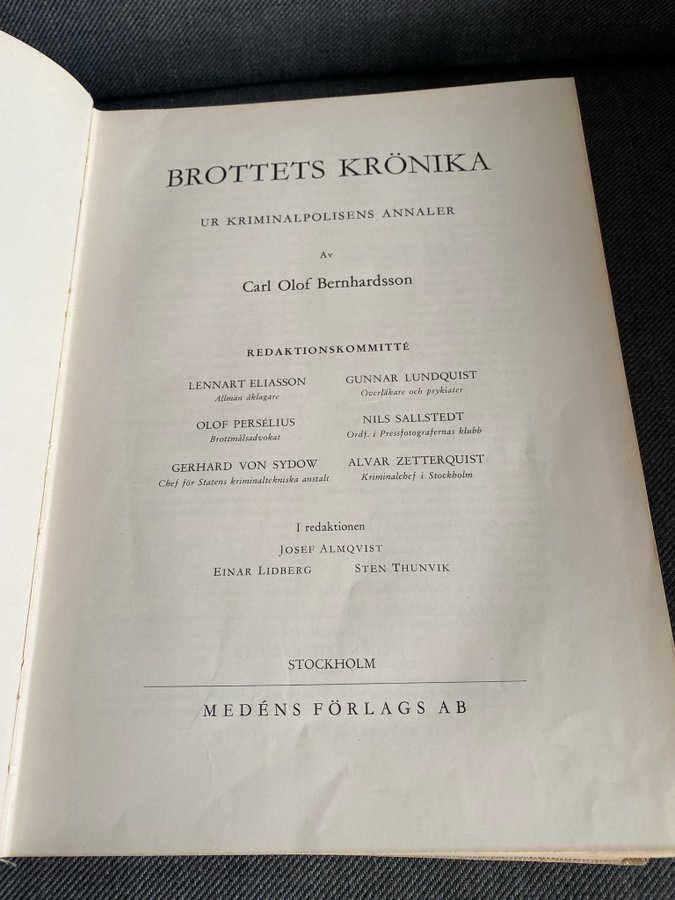 BROTTETS KRÖNIKA
UR KRIMINALPOLISENS ANNALER
Av
Carl Olof Bernhardsson
REDAKTIONSKOMMITTÉ
LENNART ELIASSON
Allmän åklagare
GUNNAR LUNDQUIST
Överläkare och psykiater
OLOF PERSÉLIUS
Brottmålsadvokat
NILS SALLSTEDT
Ordf. i Pressfotografernas klubb
GERHARD VON SYDOW
Chef för Statens kriminaltekniska anstalt
ALVAR ZETTERQUIST
Kriminalchef i Stockholm
I redaktionen
JOSEF ALMQVIST
EINAR LIDBERG STEN THUNVIK
STOCKHOLM
MEDÉNS FÖRLAGS AB